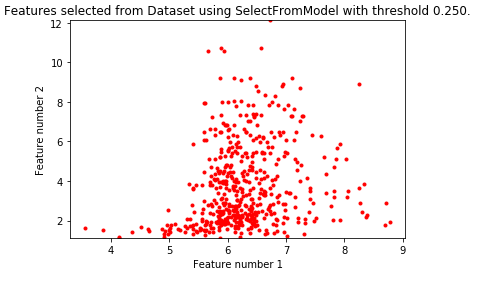 Features selected from Dataset using SelectFromModel with threshold 0.250.
12
10
8
6
4
2
Feature number 2
4 5 6 7 8 9
Feature number 1